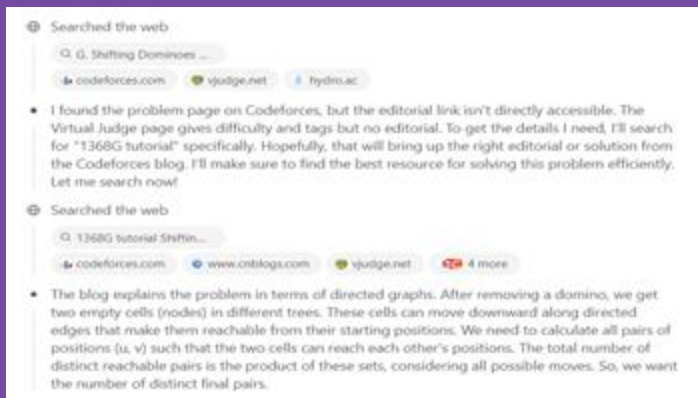 Searched the web
G. Shifting Dominoes ...
codeforces.com vjudge.net hydro.ac
I found the problem page on Codeforces, but the editorial link isn't directly accessible. The
Virtual Judge page gives difficulty and tags but no editorial. To get the details I need, I'll search
for "1368G tutorial" specifically. Hopefully, that will bring up the right editorial or solution from
the Codeforces blog. I'll make sure to find the best resource for solving this problem efficiently.
Let me search now!
Searched the web
1368G tutorial Shiftin...
codeforces.com www.cnblogs.com vjudge.net 4 more
The blog explains the problem in terms of directed graphs. After removing a domino, we get
two empty cells (nodes) in different trees. These cells can move downward along directed
edges that make them reachable from their starting positions. We need to calculate all pairs of
positions (u, v) such that the two cells can reach each other's positions. The total number of
distinct reachable pairs is the product of these sets, considering all possible moves. So, we want
the number of distinct final pairs.